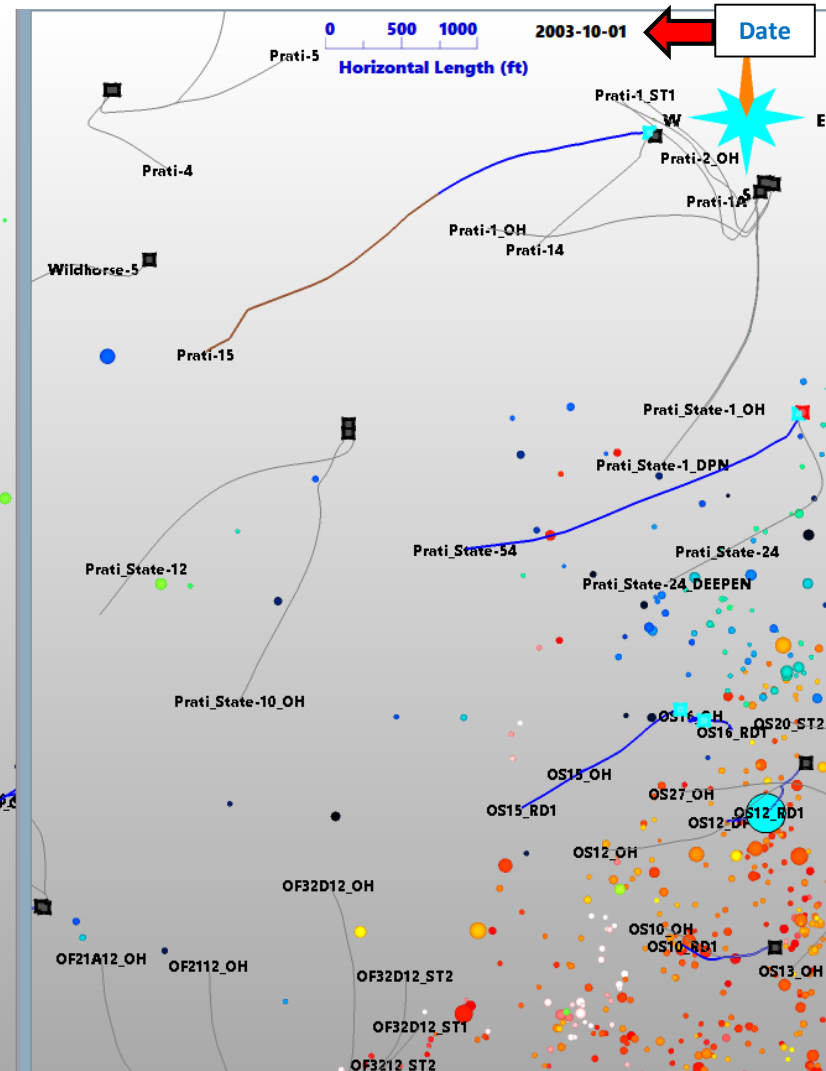 0 500 1000
2003-10-01
Date
Horizontal Length (ft)
Prati-5
Prati-1_ST1
W
E
Prati-2_OH
Prati-4
Prati-1A
S
Prati-1_OH
Prati-14
Wildhorse-5
Prati-15
Prati_State-1_OH
Prati_State-1_DPN
Prati_State-54
Prati_State-24
Prati_State-12
Prati_State-24_DEEPEN
Prati_State-10_OH
OS16_OH
OS20_ST2
OS16_RD1
OS15_OH
OS27_OH
OS15_RD1
OS12_RD1
OS12_OH
OF32D12_OH
OS10_OH
OS10_RD1
OF21A12_OH
OF2112_OH
OS13_OH
OF32D12_ST2
OF32D12_ST1
OF3212_ST2